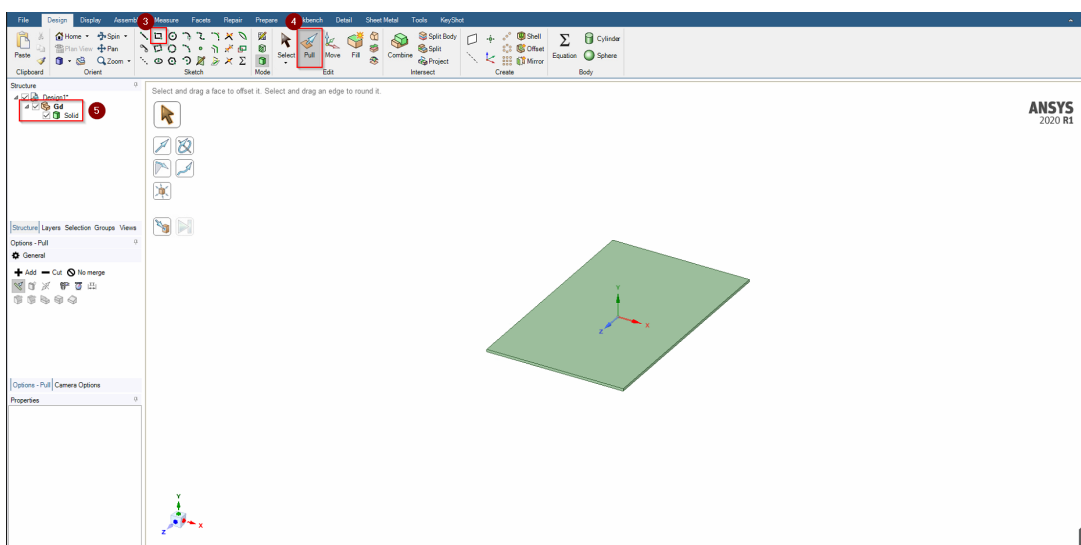 File Design Display Assemb 3 Measure Facets Repair Prepare 4 kbench Detail Sheet Metal Tools KeyShot
Home Spin Shell Split Body Cylinder
Paste Plan View Pan Select Pull Move Fill Combine Split Offset Equation Sphere
Zoom Project Mirror
Clipboard Orient Sketch Mode Edit Intersect Create Body
Structure
Select and drag a face to offset it. Select and drag an edge to round it.
Design1*
Gd 5
Solid
ANSYS
2020 R1
Structure Layers Selection Groups Views
Options - Pull
General
Add Cut No merge
Y
X
Z
Options - Pull Camera Options
Properties
Y
X
Z